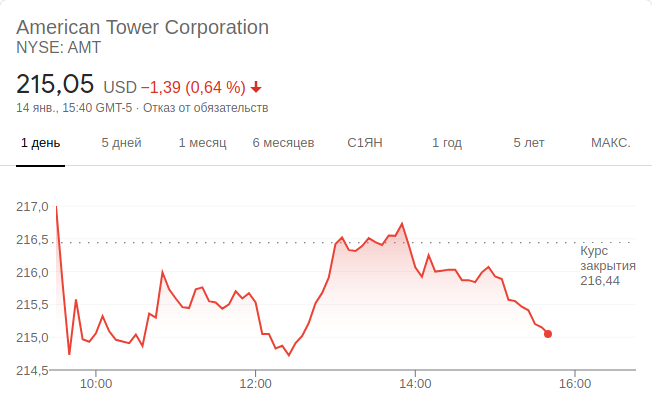 American Tower Corporation
NYSE: AMT
215,05 USD −1,39 (0,64 %)
14 янв., 15:40 GMT-5 · Отказ от обязательств
1 день 5 дней 1 месяц 6 месяцев С1ЯН 1 год 5 лет МАКС.
217,0
216,5
Курс
закрытия
216,44
216,0
215,5
215,0
214,5
10:00 12:00 14:00 16:00